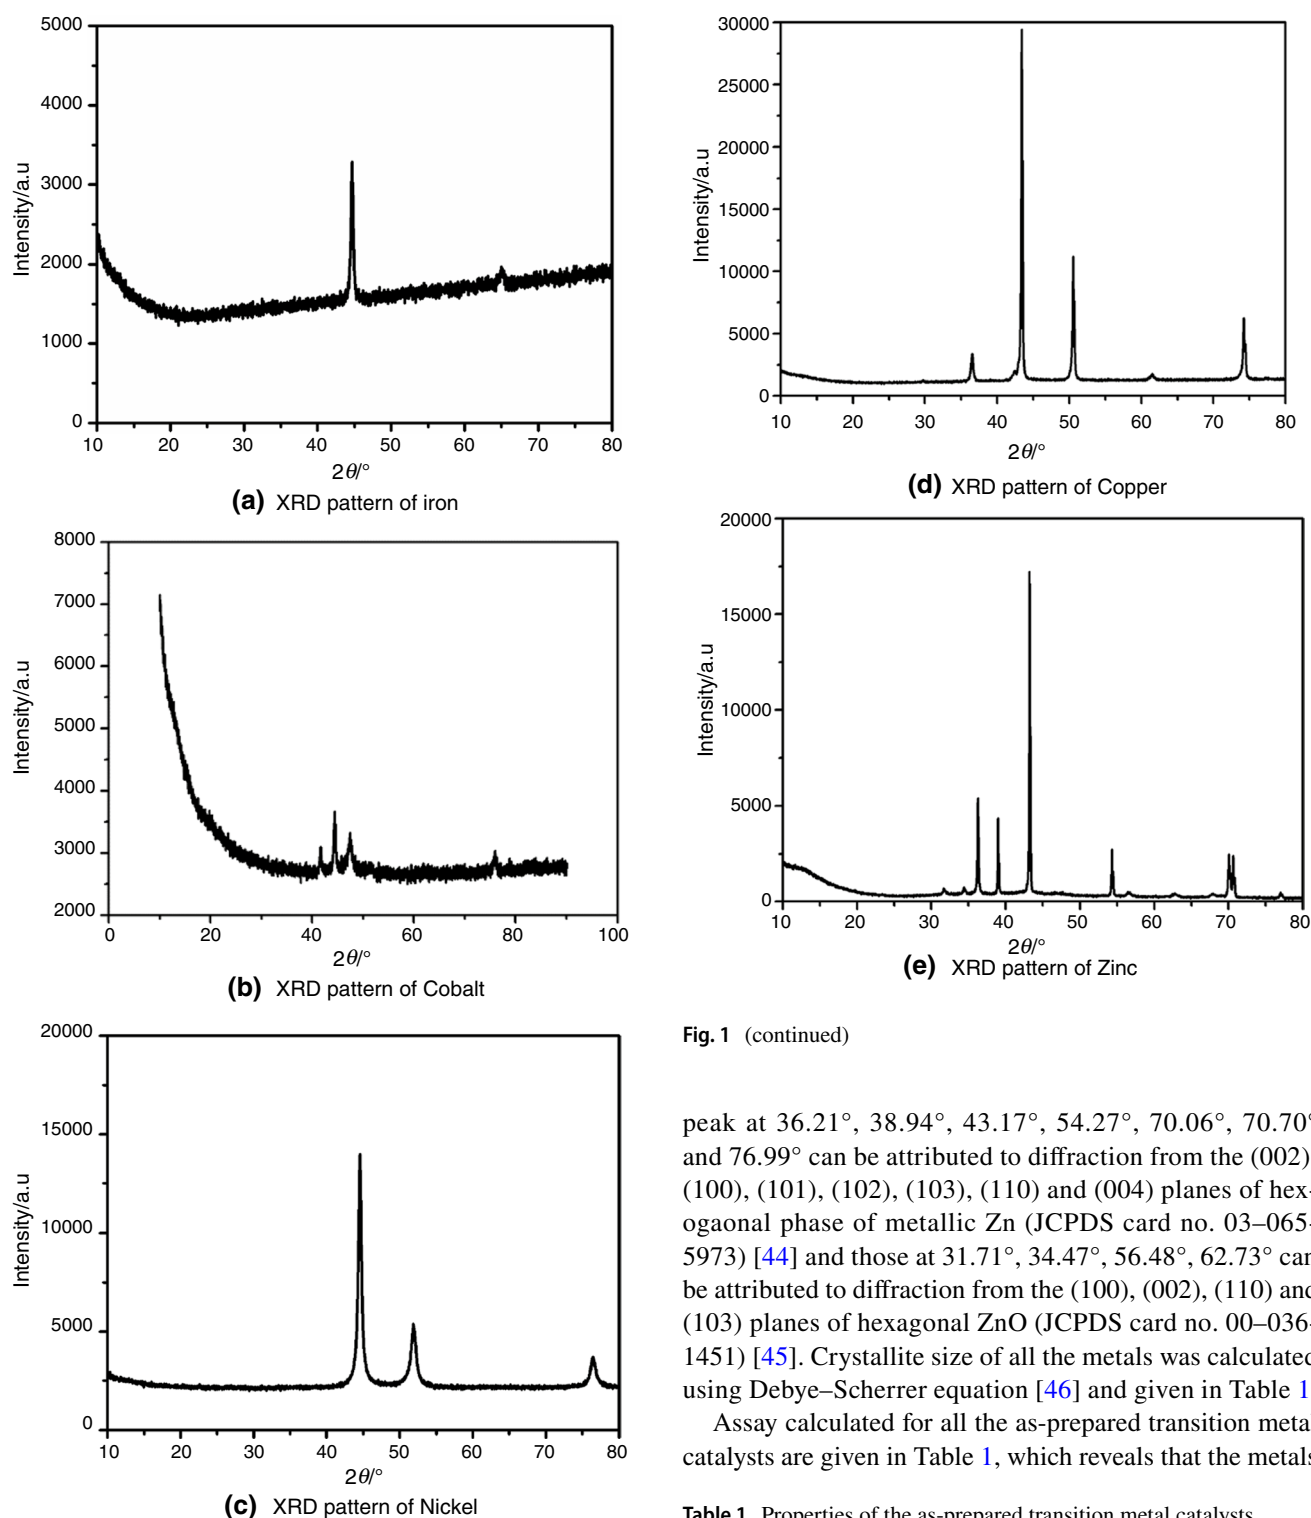 5000
4000
3000
2000
1000
0
Intensity/a.u
10 20 30 40 50 60 70 80
2θ/°
(a) XRD pattern of iron
8000
7000
6000
5000
4000
3000
2000
Intensity/a.u
0 20 40 60 80 100
2θ/°
(b) XRD pattern of Cobalt
20000
15000
10000
5000
0
Intensity/a.u
10 20 30 40 50 60 70 80
2θ/°
(c) XRD pattern of Nickel
30000
25000
20000
15000
10000
5000
0
Intensity/a.u
10 20 30 40 50 60 70 80
2θ/°
(d) XRD pattern of Copper
20000
15000
10000
5000
0
Intensity/a.u
10 20 30 40 50 60 70 80
2θ/°
(e) XRD pattern of Zinc
Fig. 1 (continued)
peak at 36.21°, 38.94°, 43.17°, 54.27°, 70.06°, 70.70°
and 76.99° can be attributed to diffraction from the (002)
(100), (101), (102), (103), (110) and (004) planes of hex-
ogaonal phase of metallic Zn (JCPDS card no. 03–065-
5973) [44] and those at 31.71°, 34.47°, 56.48°, 62.73° can
be attributed to diffraction from the (100), (002), (110) and
(103) planes of hexagonal ZnO (JCPDS card no. 00–036-
1451) [45]. Crystallite size of all the metals was calculated
using Debye–Scherrer equation [46] and given in Table 1
Assay calculated for all the as-prepared transition metal
catalysts are given in Table 1, which reveals that the metals
Table 1 Properties of the as-prepared transition metal catalysts